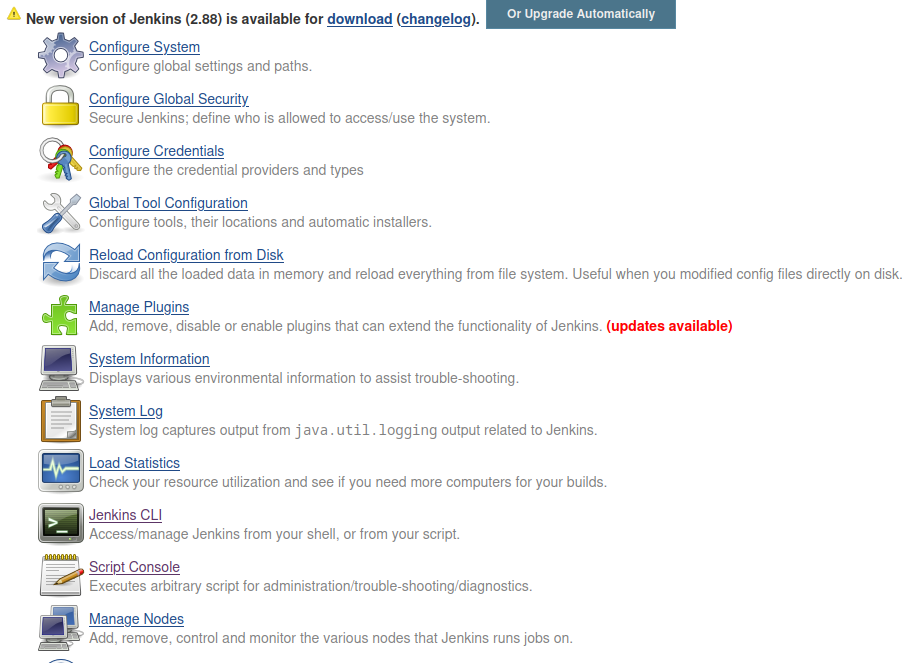 New version of Jenkins (2.88) is available for download (changelog). Or Upgrade Automatically
Configure System
Configure global settings and paths.
Configure Global Security
Secure Jenkins; define who is allowed to access/use the system.
Configure Credentials
Configure the credential providers and types
Global Tool Configuration
Configure tools, their locations and automatic installers.
Reload Configuration from Disk
Discard all the loaded data in memory and reload everything from file system. Useful when you modified config files directly on disk.
Manage Plugins
Add, remove, disable or enable plugins that can extend the functionality of Jenkins. (updates available)
System Information
Displays various environmental information to assist trouble-shooting.
System Log
System log captures output from java.util.logging output related to Jenkins.
Load Statistics
Check your resource utilization and see if you need more computers for your builds.
>_
Jenkins CLI
Access/manage Jenkins from your shell, or from your script.
Script Console
Executes arbitrary script for administration/trouble-shooting/diagnostics.
Manage Nodes
Add, remove, control and monitor the various nodes that Jenkins runs jobs on.